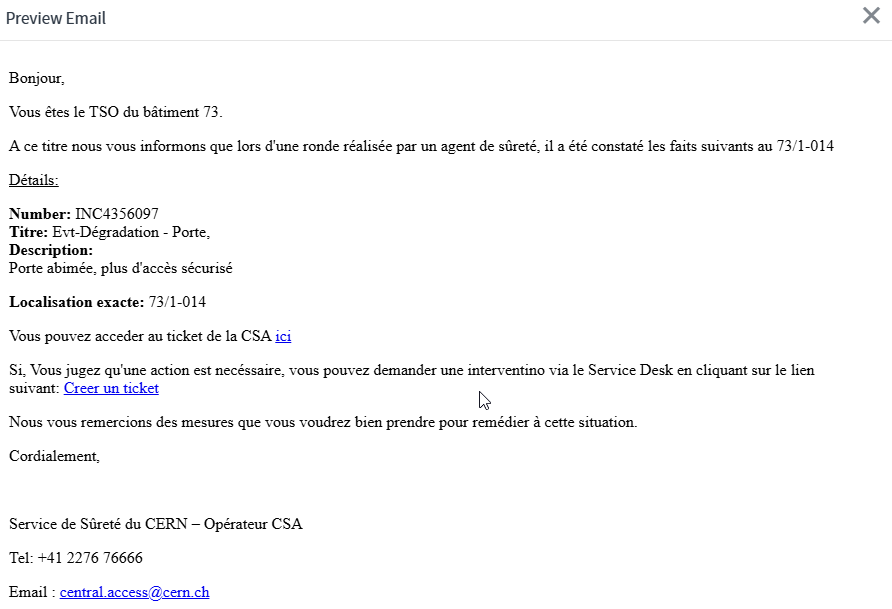 Preview Email
Bonjour,
Vous êtes le TSO du bâtiment 73.
A ce titre nous vous informons que lors d'une ronde réalisée par un agent de sûreté, il a été constaté les faits suivants au 73/1-014
Détails:
Number: INC4356097
Titre: Evt-Dégradation - Porte,
Description:
Porte abimée, plus d'accès sécurisé
Localisation exacte: 73/1-014
Vous pouvez acceder au ticket de la CSA ici
Si, Vous jugez qu'une action est necéssaire, vous pouvez demander une interventino via le Service Desk en cliquant sur le lien
suivant: Creer un ticket
Nous vous remercions des mesures que vous voudrez bien prendre pour remédier à cette situation.
Cordialement,
Service de Sûreté du CERN – Opérateur CSA
Tel: +41 2276 76666
Email : central.access@cern.ch